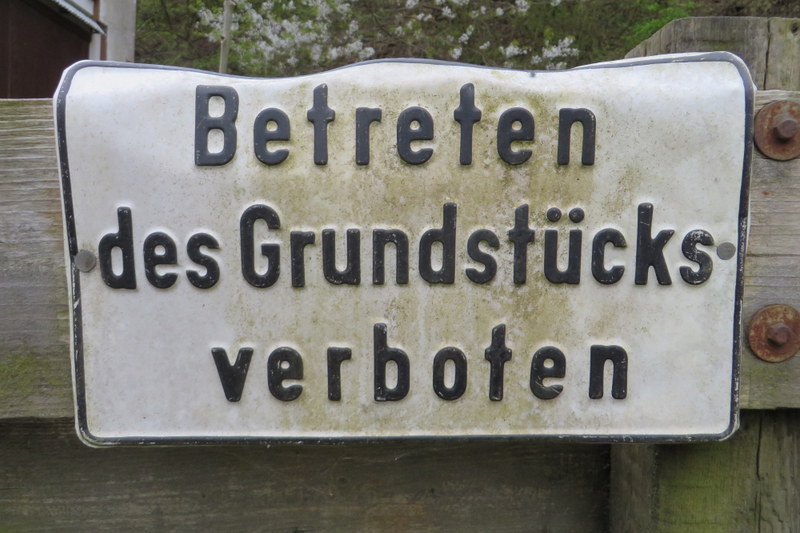 Betreten
des Grundstücks
verboten